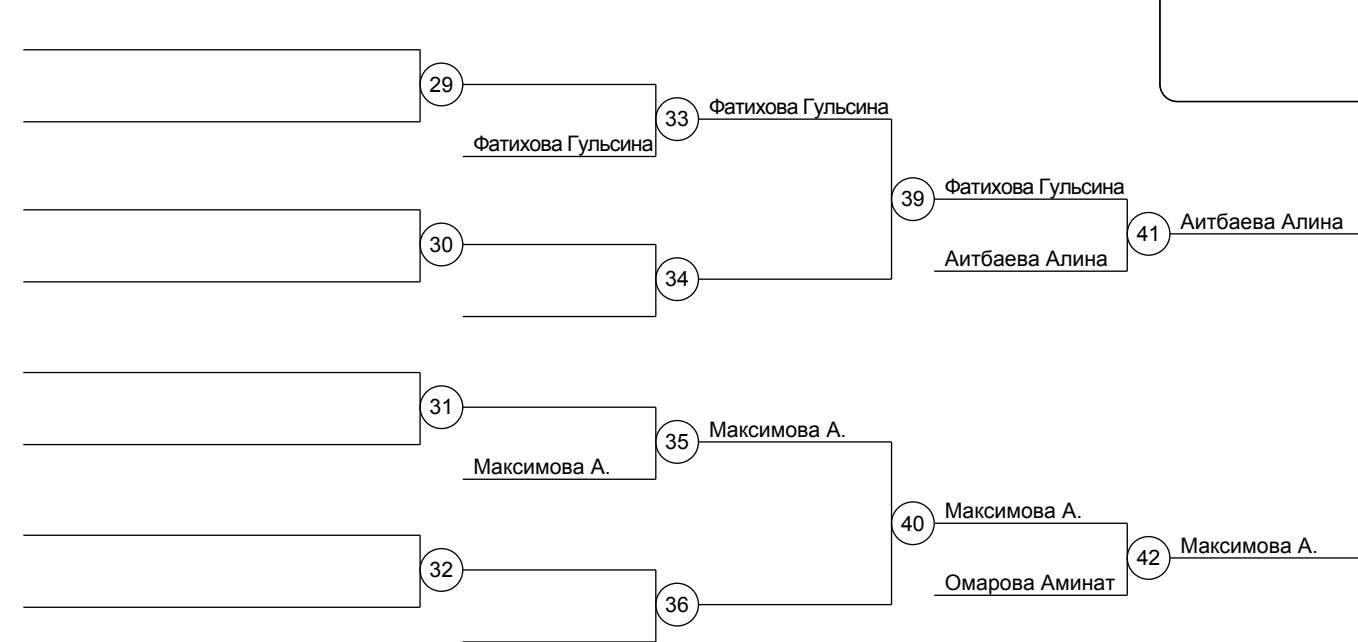 29
33 Фатихова Гульсина
Фатихова Гульсина
39 Фатихова Гульсина
30
41 Аитбаева Алина
Аитбаева Алина
34
31
35 Максимова А.
Максимова А.
40 Максимова А.
32
42 Максимова А.
Омарова Аминат
36